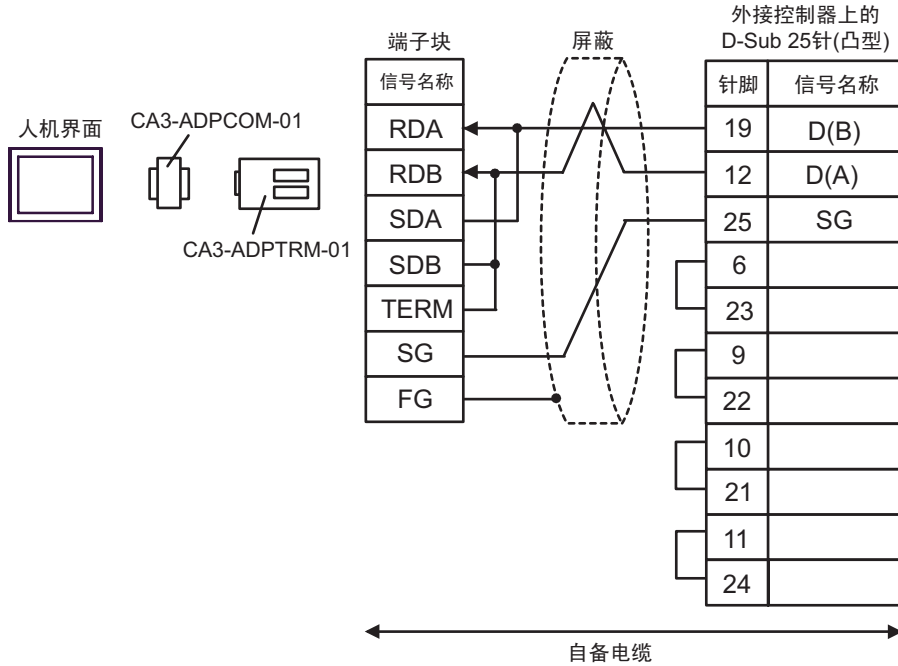 人机界面
CA3-ADPCOM-01
CA3-ADPTRM-01
端子块
信号名称
RDA
RDB
SDA
SDB
TERM
SG
FG
屏蔽
外接控制器上的
D-Sub 25针(凸型)
针脚 信号名称
19 D(B)
12 D(A)
25 SG
6
23
9
22
10
21
11
24
自备电缆